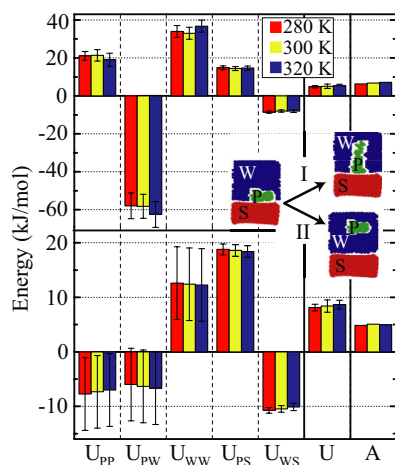 280 K
300 K
320 K
40
20
0
-20
-40
-60
20
10
0
-10
Energy (kJ/mol)
W
P
S
I
W
P
S
II
P
W
S
U_PP U_PW U_WW U_PS U_WS U A